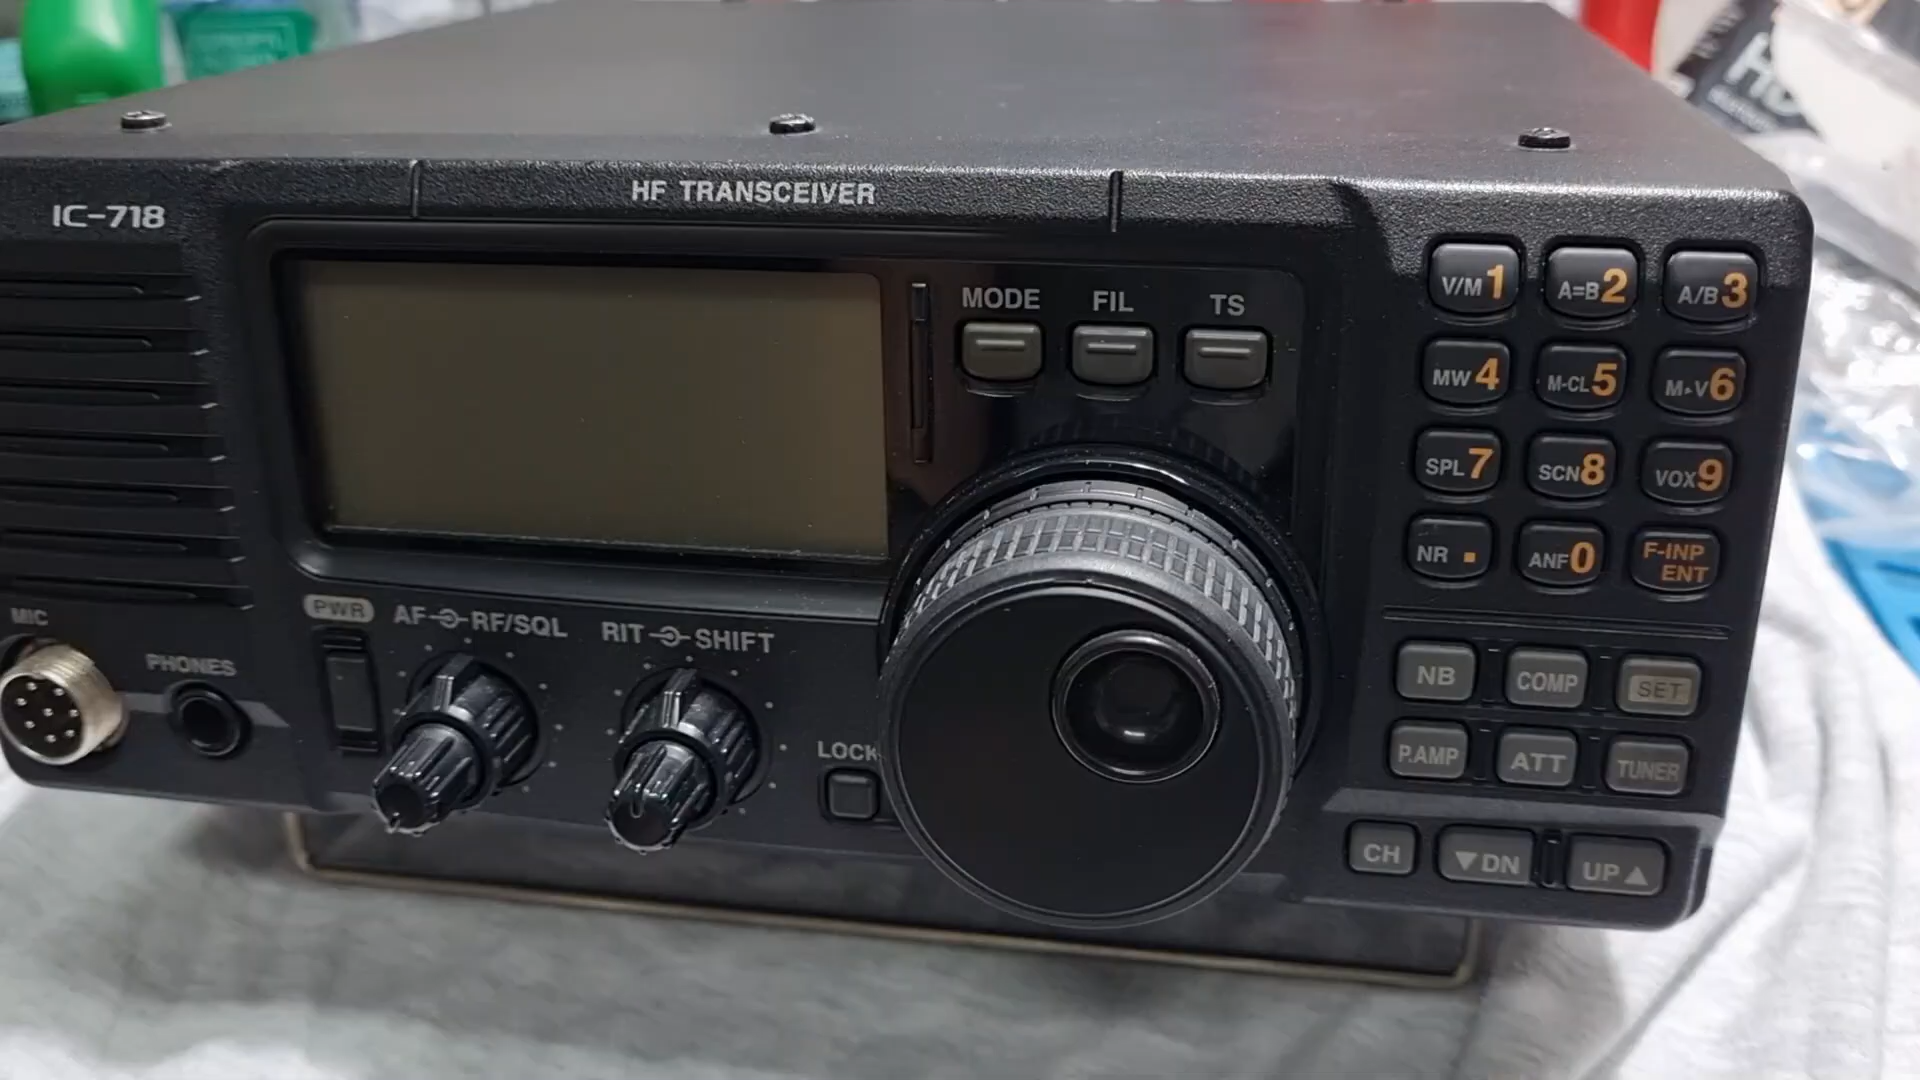 HF TRANSCEIVER
IC-718
MODE
FIL
TS
V/M 1
A=B 2
A/B 3
MW 4
M-CL 5
M▸V 6
SPL 7
SCN 8
VOX 9
NR ▪
ANF 0
F-INP ENT
MIC
PHONES
PWR
AF RF/SQL
RIT SHIFT
LOCK
NB
COMP
SET
P.AMP
ATT
TUNER
CH
▼DN
UP▲